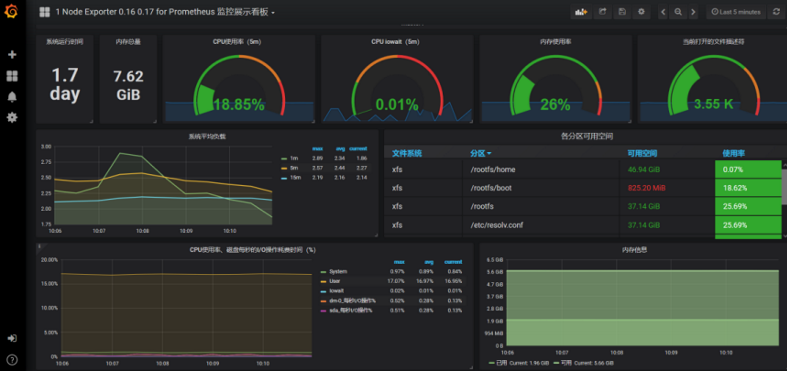 1 Node Exporter 0.16 0.17 for Prometheus 监控展示看板
Last 5 minutes
系统运行时间
内存总量
CPU使用率（5m）
CPU iowait（5m）
内存使用率
当前打开的文件描述符
1.7
day
7.62
GiB
18.85%
0.01%
26%
3.55 K
系统平均负载
max avg current
1m 2.89 2.34 1.86
5m 2.57 2.44 2.27
15m 2.19 2.16 2.14
3.00
2.75
2.50
2.25
2.00
1.75
10:06 10:07 10:08 10:09 10:10
各分区可用空间
文件系统 分区 可用空间 使用率
xfs /rootfs/home 46.94 GiB 0.07%
xfs /rootfs/boot 825.20 MiB 18.62%
xfs /rootfs 37.14 GiB 25.69%
xfs /etc/resolv.conf 37.14 GiB 25.69%
CPU使用率、磁盘每秒的I/O操作耗费时间（%）
max avg current
System 0.97% 0.89% 0.84%
User 17.07% 16.97% 16.95%
Iowait 0.02% 0.01% 0.01%
dm-0_每秒I/O操作% 0.02% 0.28% 0.13%
sda_每秒I/O操作% 0.51% 0.28% 0.13%
20.00%
15.00%
10.00%
5.00%
0%
10:06 10:07 10:08 10:09 10:10
内存信息
6.5 GiB
5.6 GiB
4.7 GiB
3.7 GiB
2.8 GiB
1.9 GiB
954 MiB
0 B
10:06 10:07 10:08 10:09 10:10
已用 Current: 1.96 GiB 可用 Current: 5.66 GiB